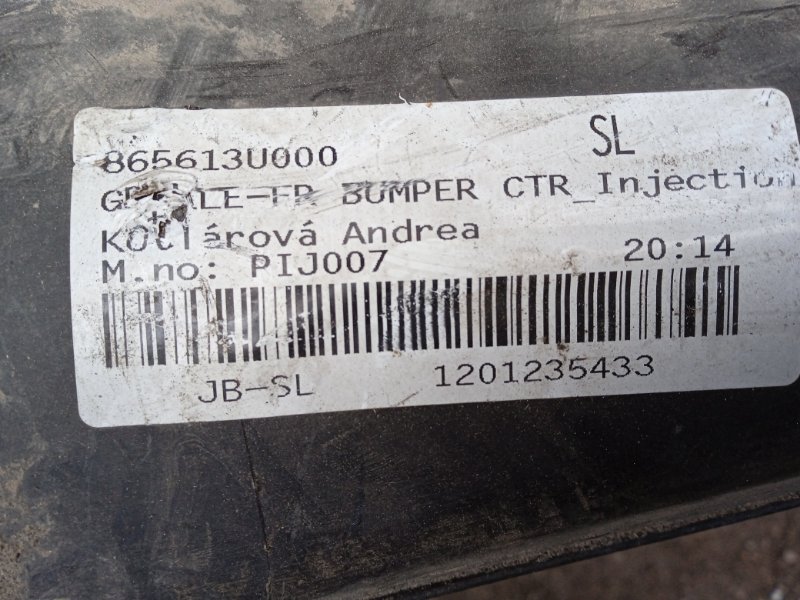 865613U000 SL
BUMPER CTR_Injection
Kotlárová Andrea
M.no: PIJ007 20:14
JB-SL 1201235433